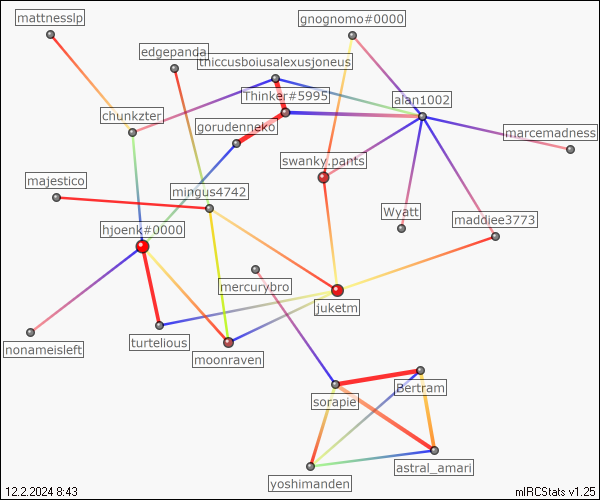 mattnesslp
gnognomo#0000
edgepanda
thiccusboiusalexusjoneus
Thinker#5995
alan1002
chunkzter
gorudenneko
marcemadness
swanky.pants
majestico
mingus4742
Wyatt
maddiee3773
hjoenk#0000
mercurybro
juketm
nonameisleft
turtelious
moonraven
Bertram
sorapie
astral_amari
yoshimanden
12.2.2024 8:43
mIRCStats v1.25